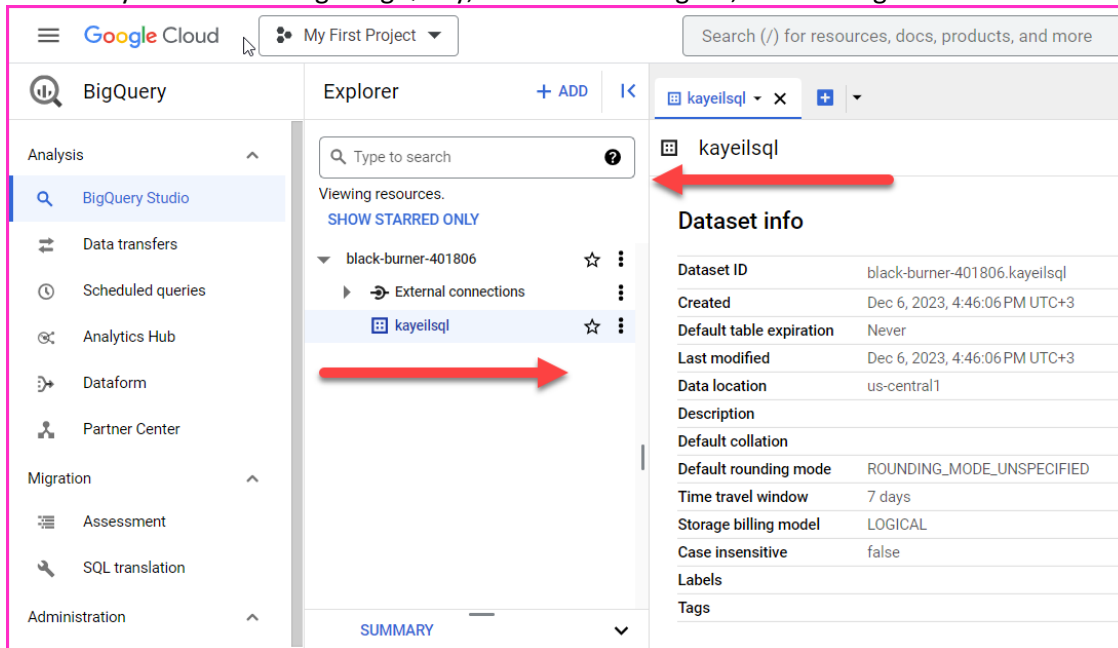 Google Cloud
My First Project
Search (/) for resources, docs, products, and more
BigQuery
Analysis
BigQuery Studio
Data transfers
Scheduled queries
Analytics Hub
Dataform
Partner Center
Migration
Assessment
SQL translation
Administration
Explorer
+ ADD
Type to search
Viewing resources.
SHOW STARRED ONLY
black-burner-401806
External connections
kayeilsql
SUMMARY
kayeilsql
kayeilsql
Dataset info
Dataset ID black-burner-401806.kayeilsql
Created Dec 6, 2023, 4:46:06 PM UTC+3
Default table expiration Never
Last modified Dec 6, 2023, 4:46:06 PM UTC+3
Data location us-central1
Description
Default collation
Default rounding mode ROUNDING_MODE_UNSPECIFIED
Time travel window 7 days
Storage billing model LOGICAL
Case insensitive false
Labels
Tags